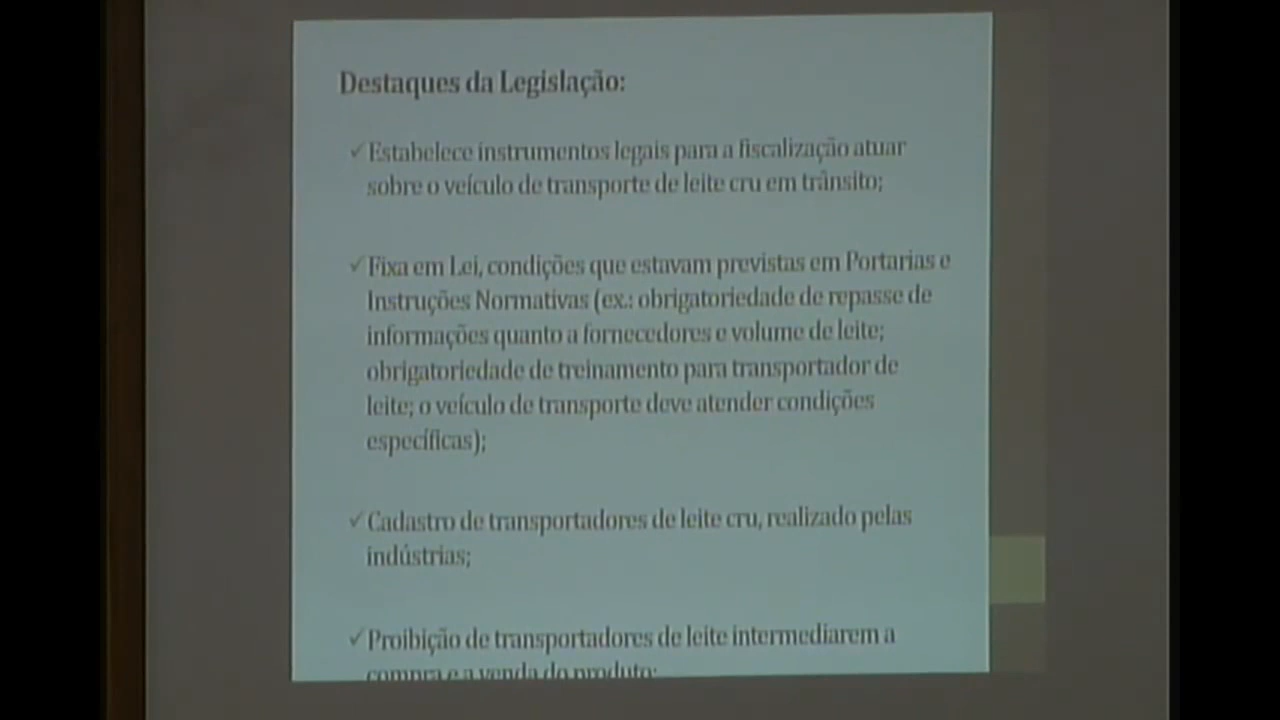 Destaques da Legislação:
✓Estabelece instrumentos legais para a fiscalização atuar
sobre o veículo de transporte de leite cru em trânsito;
✓Fixa em Lei, condições que estavam previstas em Portarias e
Instruções Normativas (ex.: obrigatoriedade de repasse de
informações quanto a fornecedores e volume de leite;
obrigatoriedade de treinamento para transportador de
leite; o veículo de transporte deve atender condições
específicas);
✓Cadastro de transportadores de leite cru, realizado pelas
indústrias;
✓Proibição de transportadores de leite intermediarem a
compra e a venda do produto;